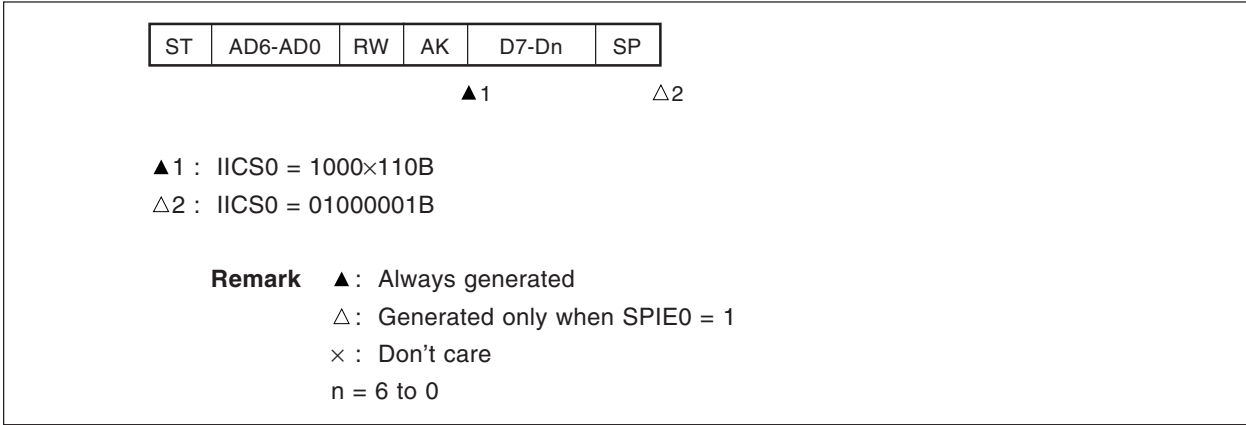 ST AD6-AD0 RW AK D7-Dn SP
▲1 △2
▲1 : IICS0 = 1000×110B
△2 : IICS0 = 01000001B
Remark ▲ : Always generated
△ : Generated only when SPIE0 = 1
× : Don't care
n = 6 to 0